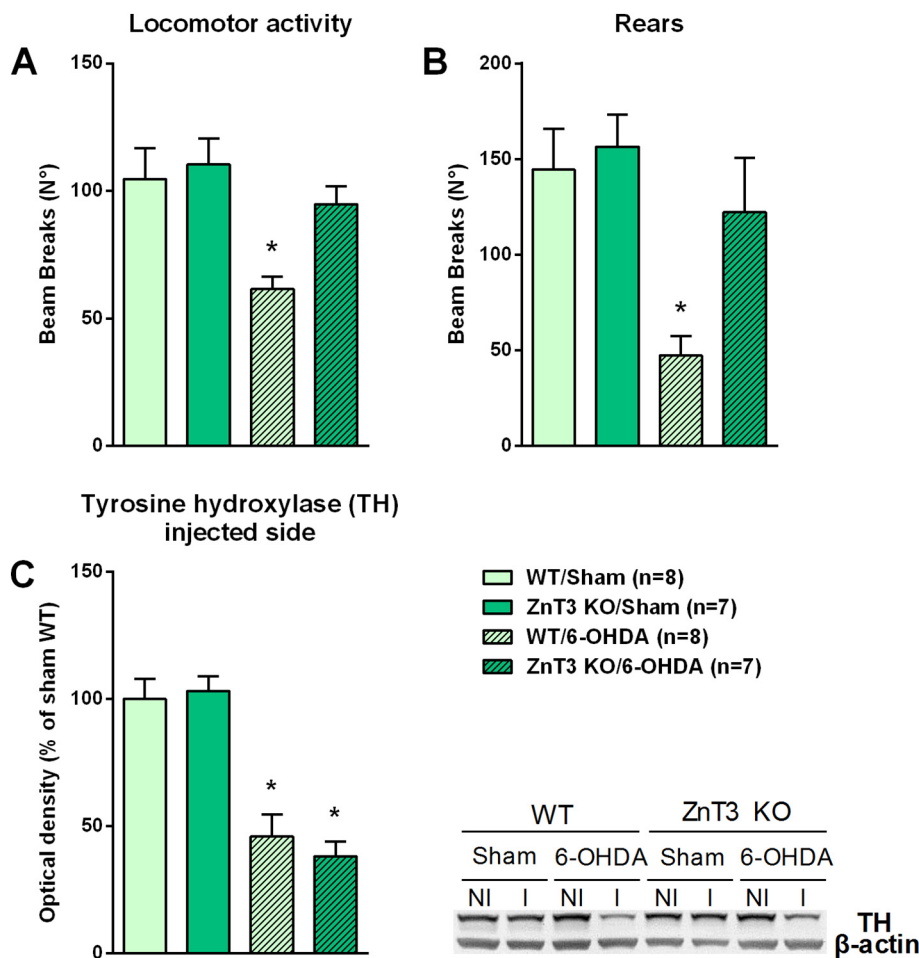 Locomotor activity
A
Beam Breaks (N°)
150
100
50
0
*
Rears
B
Beam Breaks (N°)
200
150
100
50
0
*
Tyrosine hydroxylase (TH)
injected side
C
Optical density (% of sham WT)
150
100
50
0
*
*
WT/Sham (n=8)
ZnT3 KO/Sham (n=7)
WT/6-OHDA (n=8)
ZnT3 KO/6-OHDA (n=7)
WT ZnT3 KO
Sham 6-OHDA Sham 6-OHDA
NI I NI I NI I NI I
TH
β-actin